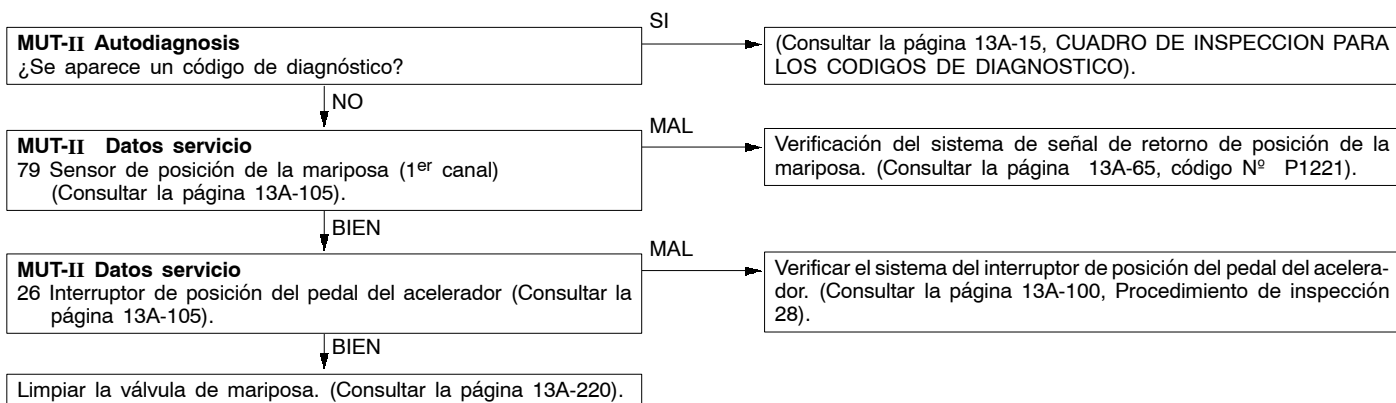 SI
MUT-II Autodiagnosis
¿Se aparece un código de diagnóstico?
(Consultar la página 13A-15, CUADRO DE INSPECCION PARA
LOS CODIGOS DE DIAGNOSTICO).
NO
MUT-II Datos servicio
79 Sensor de posición de la mariposa (1er canal)
(Consultar la página 13A-105).
MAL
Verificación del sistema de señal de retorno de posición de la
mariposa. (Consultar la página 13A-65, código Nº P1221).
BIEN
MUT-II Datos servicio
26 Interruptor de posición del pedal del acelerador (Consultar la
página 13A-105).
MAL
Verificar el sistema del interruptor de posición del pedal del acelera-
dor. (Consultar la página 13A-100, Procedimiento de inspección
28).
BIEN
Limpiar la válvula de mariposa. (Consultar la página 13A-220).